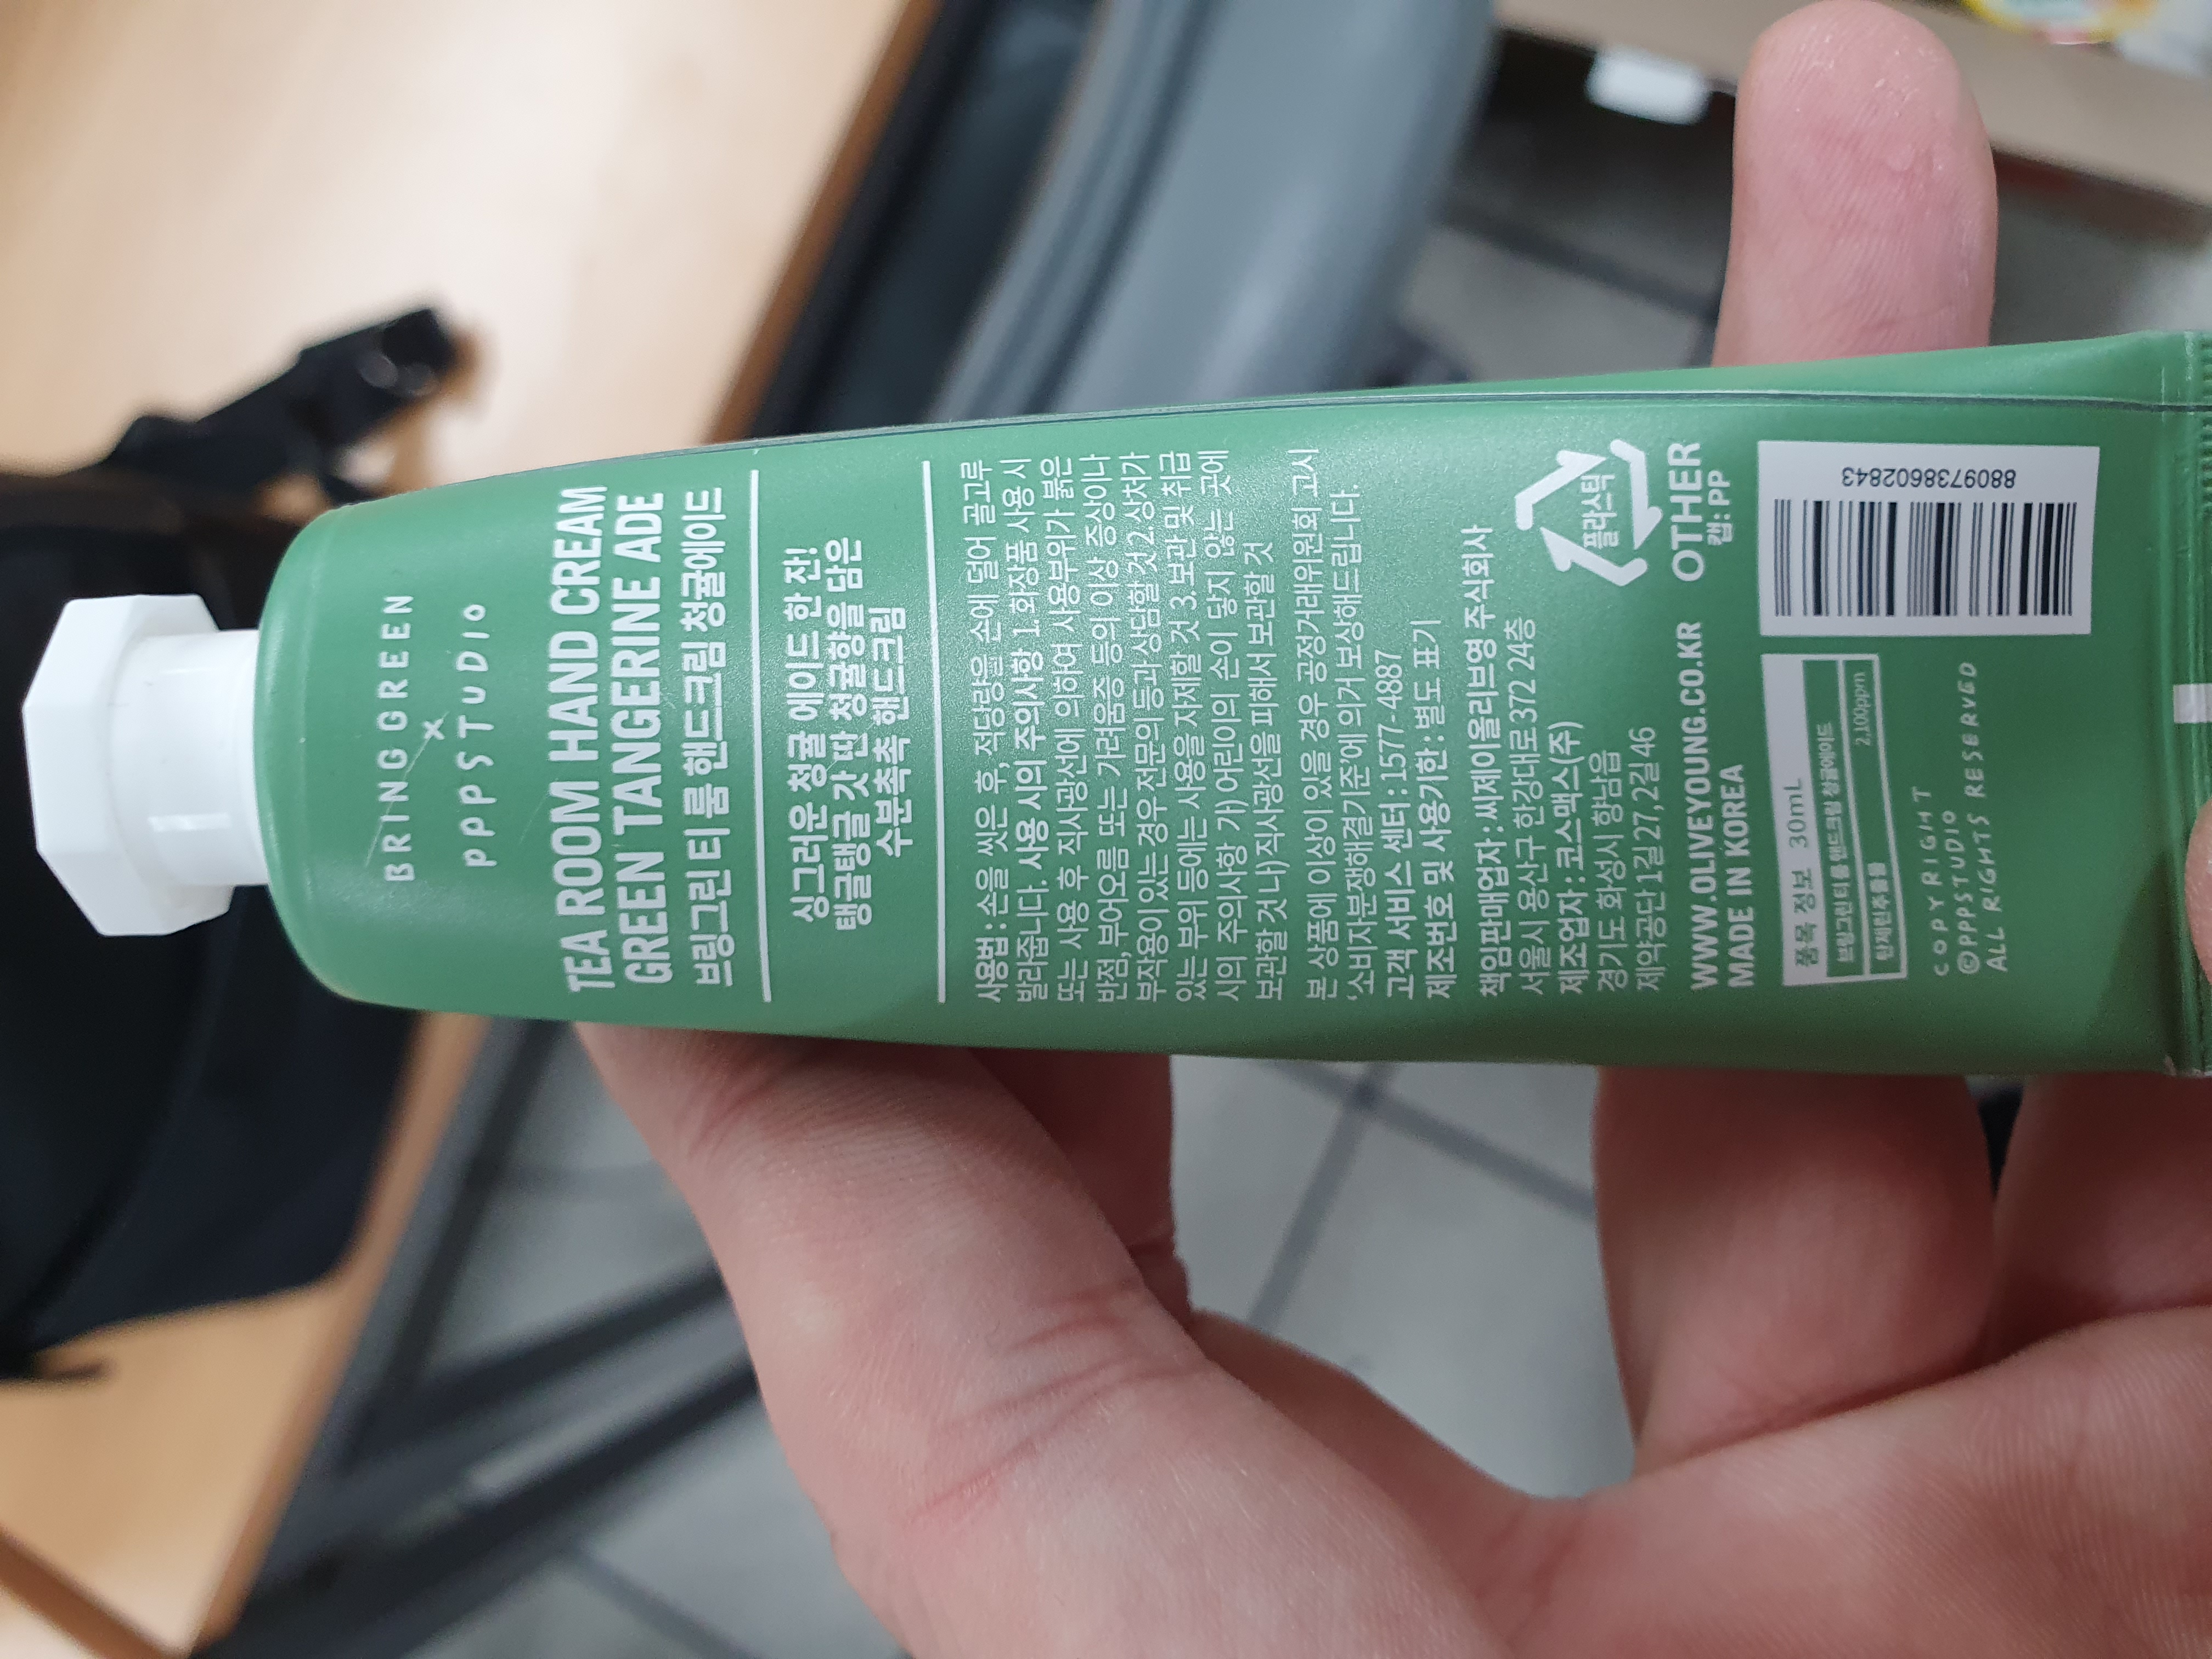 BRING GREEN
×
PPPSTUDIO
TEA ROOM HAND CREAM
GREEN TANGERINE ADE
브링그린 티 룸 핸드크림 청귤에이드
싱그러운 청귤 에이드 한 잔!
탱글탱글 갓 딴 청귤향을 담은
수분촉촉 핸드크림
사용법 : 손을 씻은 후, 적당량을 손에 덜어 골고루
발라줍니다. 사용 시의 주의사항 1. 화장품 사용 시
또는 사용 후 직사광선에 의하여 사용부위가 붉은
반점, 부어오름 또는 가려움증 등의 이상 증상이나
부작용이 있는 경우 전문의 등과 상담할 것 2. 상처가
있는 부위 등에는 사용을 자제할 것 3. 보관 및 취급
시의 주의사항 가) 어린이의 손이 닿지 않는 곳에
보관할 것 나) 직사광선을 피해서 보관할 것
본 상품에 이상이 있을 경우 공정거래위원회 고시
‘소비자분쟁해결기준’에 의거 보상해드립니다.
고객 서비스 센터 : 1577-4887
제조번호 및 사용기한 : 별도 표기
책임판매업자 : 씨제이올리브영 주식회사
서울시 용산구 한강대로 372 24층
제조업자 : 코스맥스(주)
경기도 화성시 향남읍
제약공단 1길 27, 2길 46
플라스틱
OTHER
캡: PP
WWW.OLIVEYOUNG.CO.KR
MADE IN KOREA
품목 정보 30mL
브링그린 티 룸 핸드크림 청귤에이드
탄제린추출물 2,100ppm
COPYRIGHT
©PPPSTUDIO
ALL RIGHTS RESERVED
8809738602843